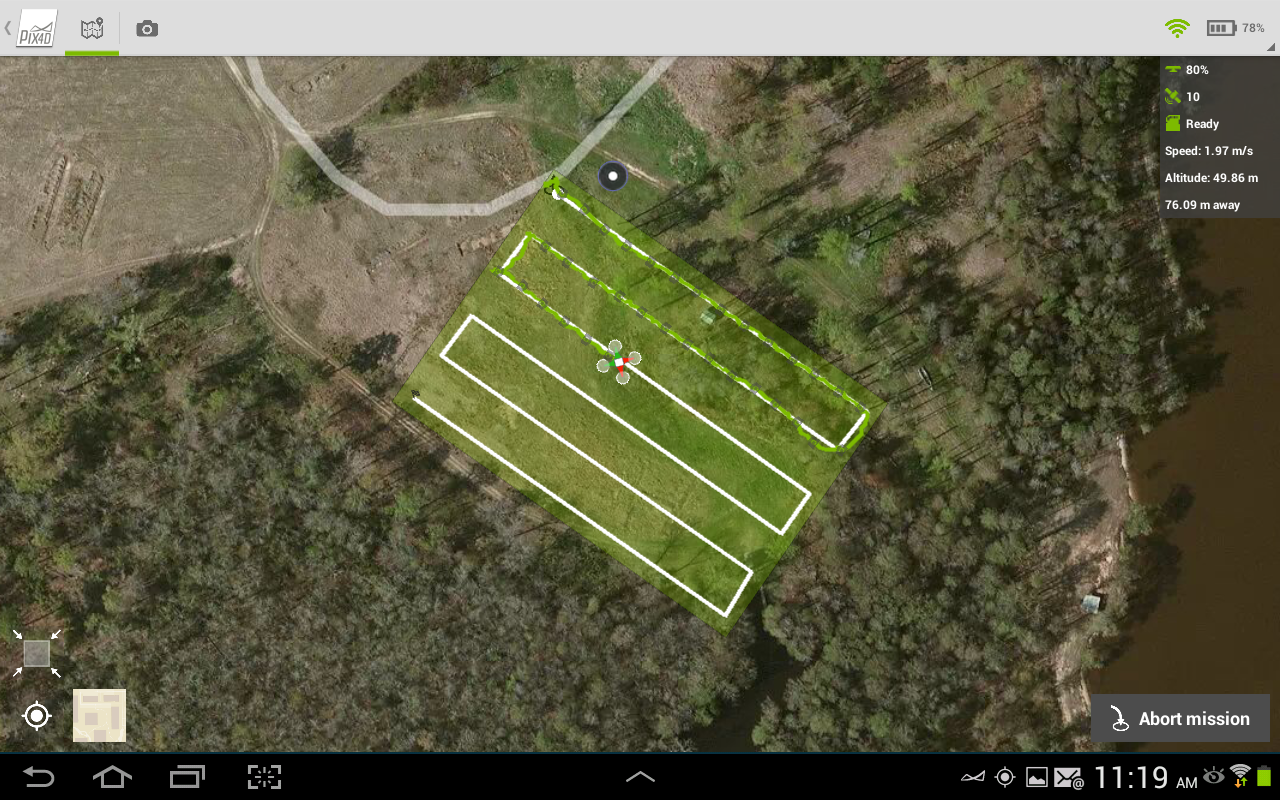 PIX4D
78%
80%
10
Ready
Speed: 1.97 m/s
Altitude: 49.86 m
76.09 m away
Abort mission
11:19 AM